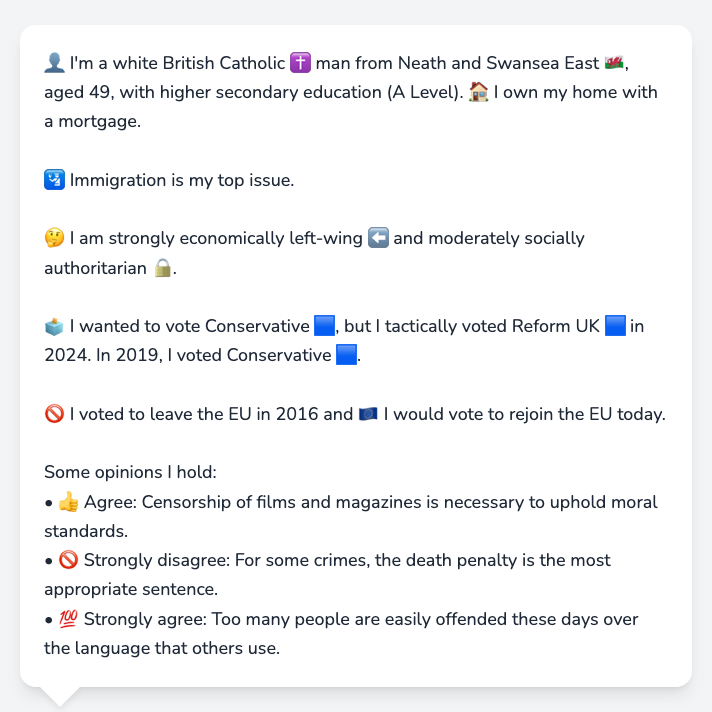 👤 I'm a white British Catholic ✝️ man from Neath and Swansea East 🏴󠁧󠁢󠁷󠁬󠁳󠁿,
aged 49, with higher secondary education (A Level). 🏠 I own my home with
a mortgage.
🛂 Immigration is my top issue.
🤔 I am strongly economically left-wing ⬅️ and moderately socially
authoritarian 🔒.
🗳️ I wanted to vote Conservative 🟦, but I tactically voted Reform UK 🟦 in
2024. In 2019, I voted Conservative 🟦.
🚫 I voted to leave the EU in 2016 and 🇪🇺 I would vote to rejoin the EU today.
Some opinions I hold:
• 👍 Agree: Censorship of films and magazines is necessary to uphold moral
standards.
• 🚫 Strongly disagree: For some crimes, the death penalty is the most
appropriate sentence.
• 💯 Strongly agree: Too many people are easily offended these days over
the language that others use.